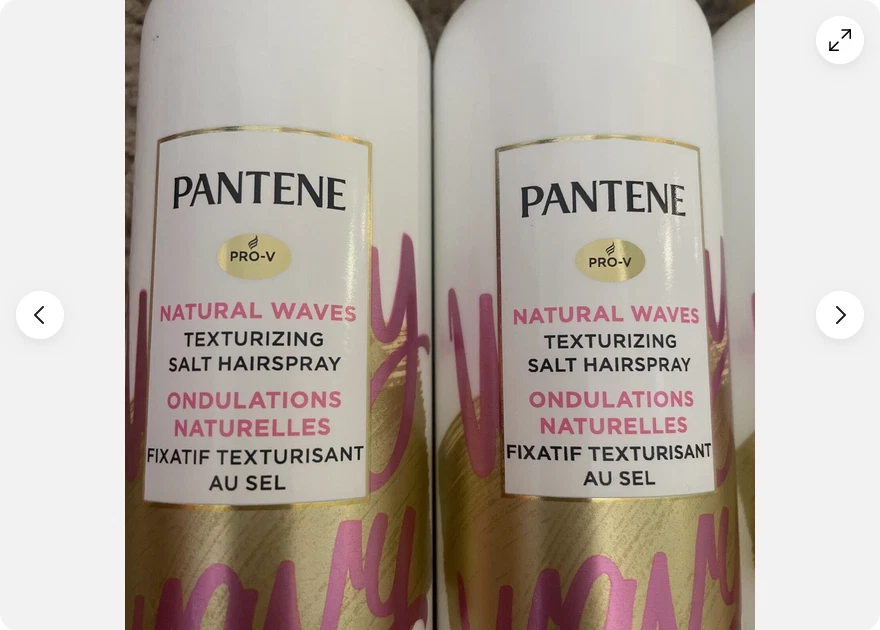 PANTENE
PRO-V
NATURAL WAVES
TEXTURIZING
SALT HAIRSPRAY
ONDULATIONS
NATURELLES
FIXATIF TEXTURISANT
AU SEL
PANTENE
PRO-V
NATURAL WAVES
TEXTURIZING
SALT HAIRSPRAY
ONDULATIONS
NATURELLES
FIXATIF TEXTURISANT
AU SEL